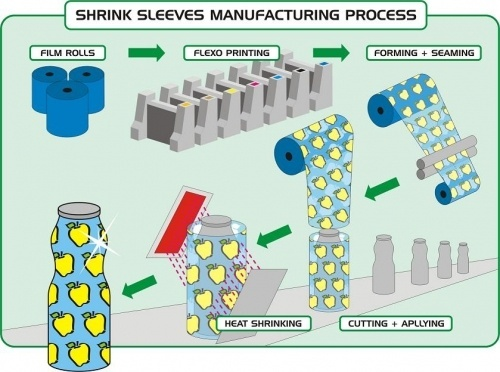 SHRINK SLEEVES MANUFACTURING PROCESS
FILM ROLLS
FLEXO PRINTING
FORMING + SEAMING
HEAT SHRINKING
CUTTING + APLLYING